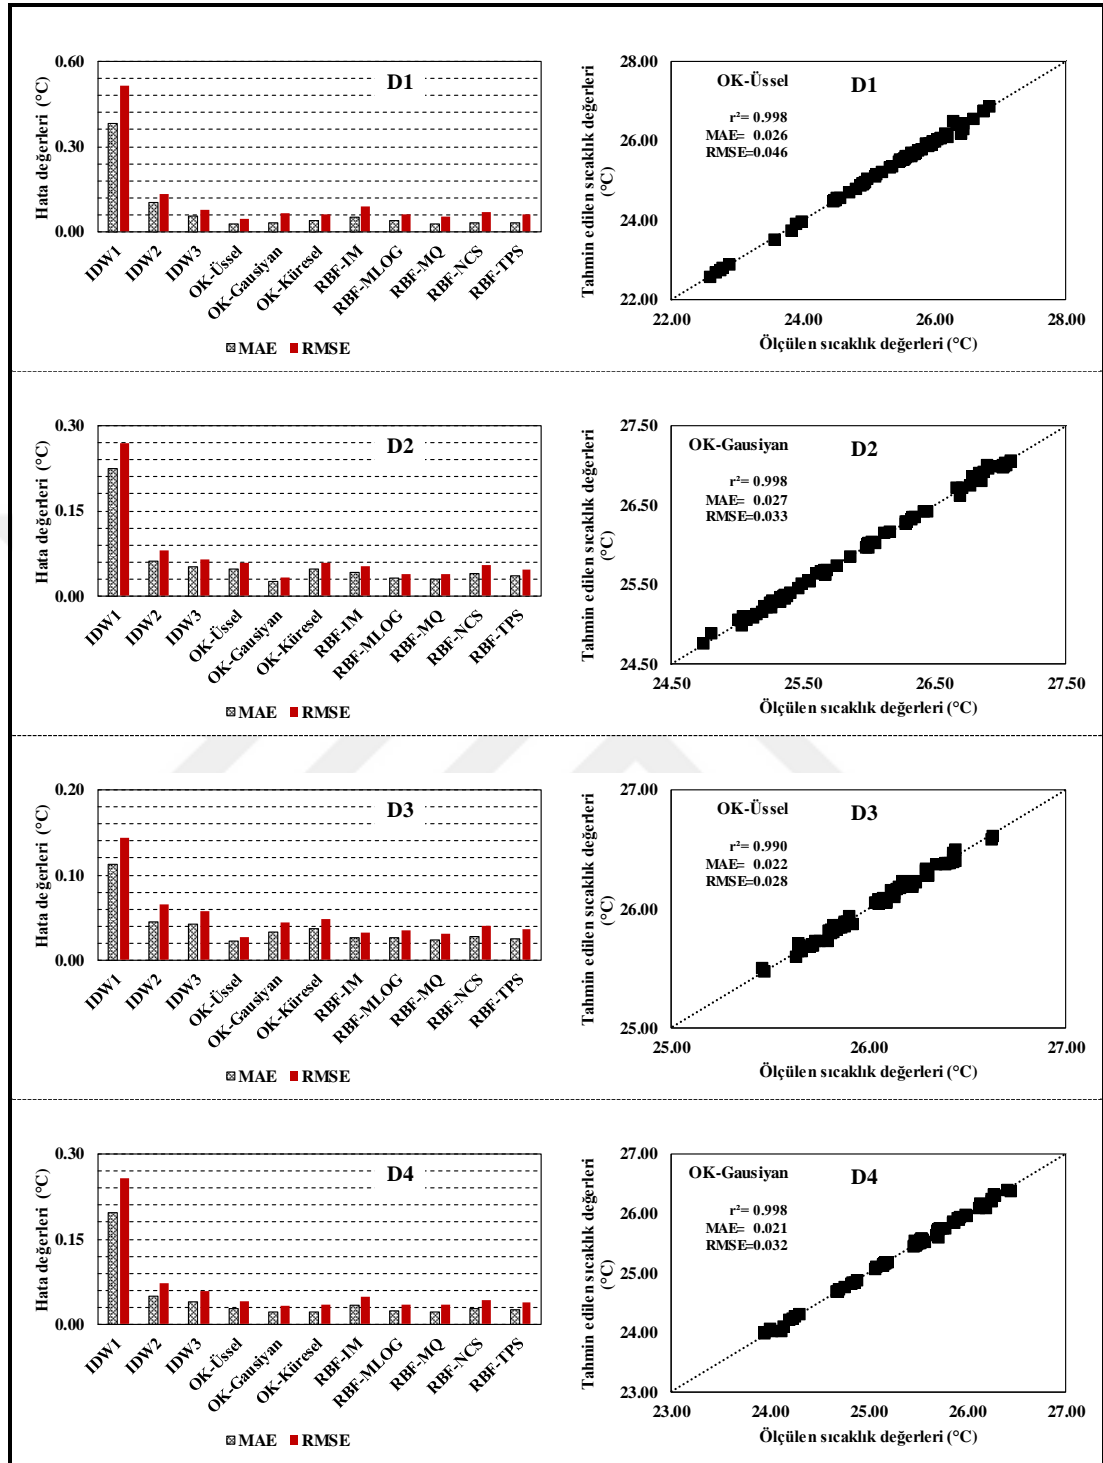 0.60
0.30
0.00
Hata değerleri (°C)
D1
IDW1
IDW2
IDW3
OK-Üssel
OK-Gausiyan
OK-Küresel
RBF-IM
RBF-MLOG
RBF-MQ
RBF-NCS
RBF-TPS
MAE RMSE
28.00
26.00
24.00
22.00
Tahmin edilen sıcaklık değerleri
(°C)
OK-Üssel D1
r²= 0.998
MAE= 0.026
RMSE=0.046
22.00 24.00 26.00 28.00
Ölçülen sıcaklık değerleri (°C)
0.30
0.15
0.00
Hata değerleri (°C)
D2
IDW1
IDW2
IDW3
OK-Üssel
OK-Gausiyan
OK-Küresel
RBF-IM
RBF-MLOG
RBF-MQ
RBF-NCS
RBF-TPS
MAE RMSE
27.50
26.50
25.50
24.50
Tahmin edilen sıcaklık değerleri
(°C)
OK-Gausiyan D2
r²= 0.998
MAE= 0.027
RMSE=0.033
24.50 25.50 26.50 27.50
Ölçülen sıcaklık değerleri (°C)
0.20
0.10
0.00
Hata değerleri (°C)
D3
IDW1
IDW2
IDW3
OK-Üssel
OK-Gausiyan
OK-Küresel
RBF-IM
RBF-MLOG
RBF-MQ
RBF-NCS
RBF-TPS
MAE RMSE
27.00
26.00
25.00
Tahmin edilen sıcaklık değerleri
(°C)
OK-Üssel D3
r²= 0.990
MAE= 0.022
RMSE=0.028
25.00 26.00 27.00
Ölçülen sıcaklık değerleri (°C)
0.30
0.15
0.00
Hata değerleri (°C)
D4
IDW1
IDW2
IDW3
OK-Üssel
OK-Gausiyan
OK-Küresel
RBF-IM
RBF-MLOG
RBF-MQ
RBF-NCS
RBF-TPS
MAE RMSE
27.00
26.00
25.00
24.00
23.00
Tahmin edilen sıcaklık değerleri
(°C)
OK-Gausiyan D4
r²= 0.998
MAE= 0.021
RMSE=0.032
23.00 24.00 25.00 26.00 27.00
Ölçülen sıcaklık değerleri (°C)